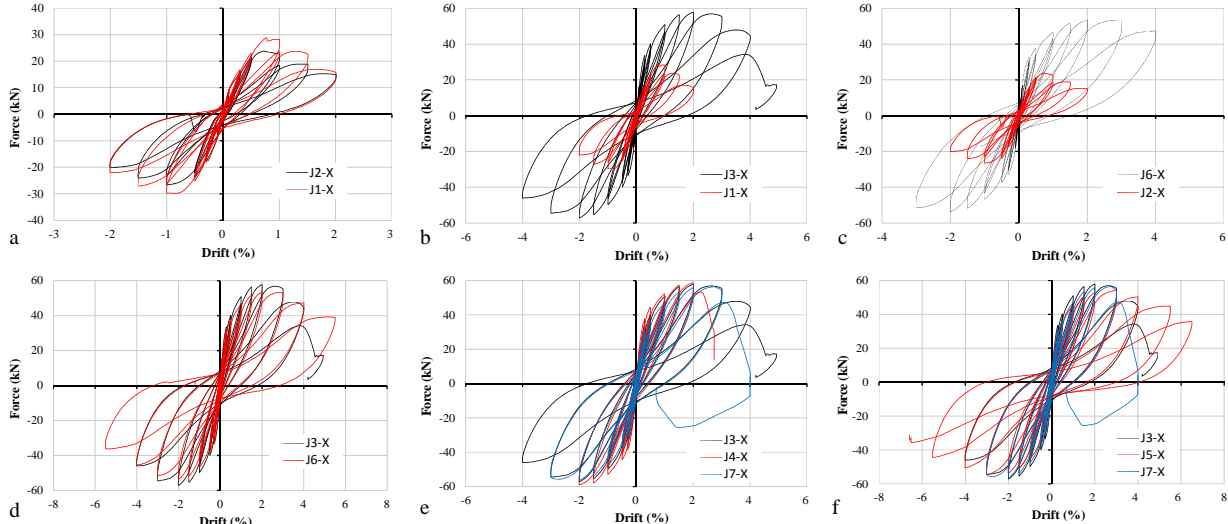 40
30
20
10
0
-10
-20
-30
-40
-3 -2 -1 0 1 2 3
Force (kN)
Drift (%)
J2-X
J1-X
a
60
40
20
0
-20
-40
-60
-6 -4 -2 0 2 4 6
Force (kN)
Drift (%)
J3-X
J1-X
b
60
40
20
0
-20
-40
-60
-4 -2 0 2 4 6
Force (kN)
Drift (%)
J6-X
J2-X
c
60
40
20
0
-20
-40
-60
-8 -6 -4 -2 0 2 4 6
Force (kN)
Drift (%)
J3-X
J6-X
d
60
40
20
0
-20
-40
-60
-6 -4 -2 0 2 4 6
Force (kN)
Drift (%)
J3-X
J4-X
J7-X
e
60
40
20
0
-20
-40
-60
-8 -6 -4 -2 0 2 4 6 8
Force (kN)
Drift (%)
J3-X
J5-X
J7-X
f